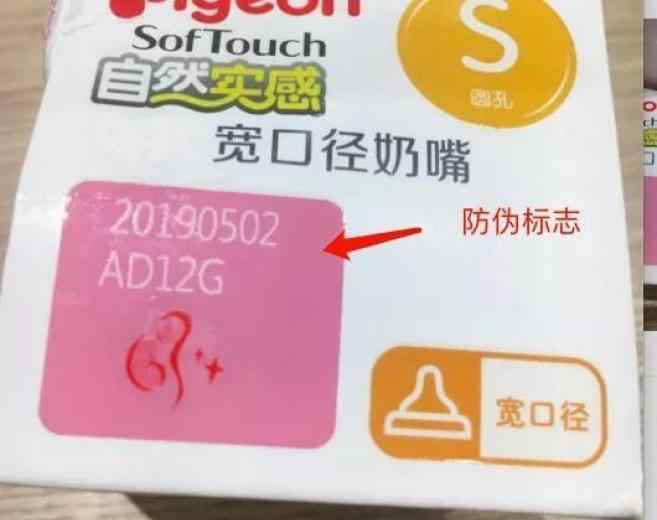 Pigeon
SofTouch
自然实感
S
圆孔
宽口径奶嘴
20190502
AD12G
防伪标志
宽口径